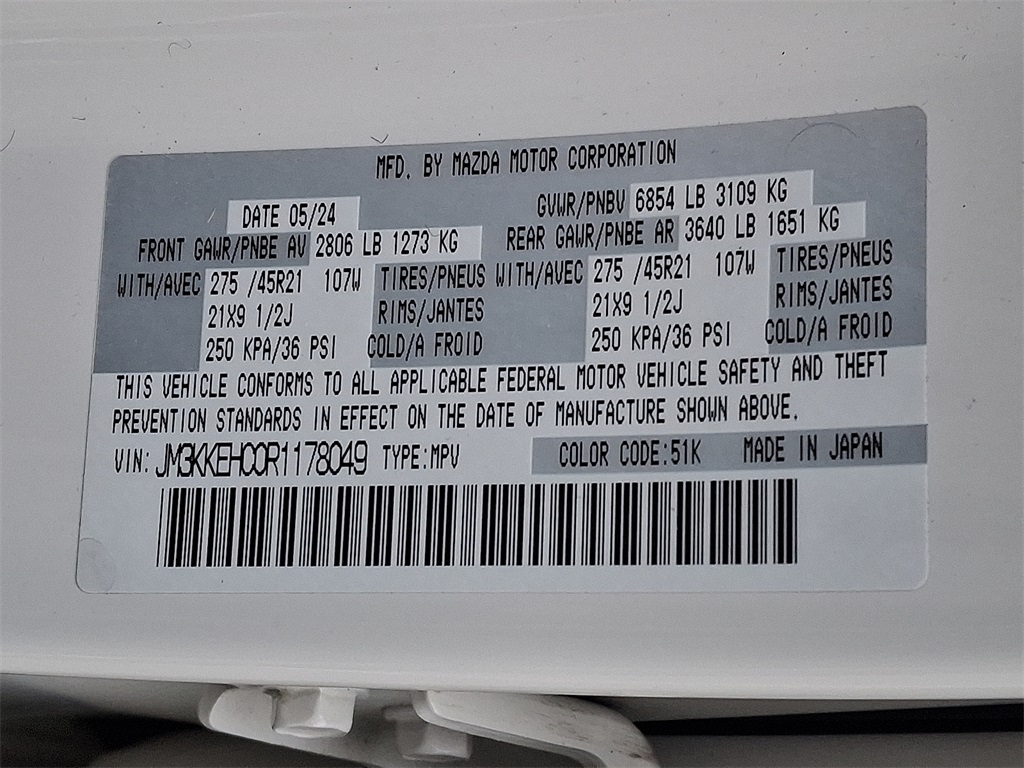 MFD. BY MAZDA MOTOR CORPORATION
DATE 05/24 GVWR/PNBV 6854 LB 3109 KG
FRONT GAWR/PNBE AV 2806 LB 1273 KG REAR GAWR/PNBE AR 3640 LB 1651 KG
WITH/AVEC 275 /45R21 107W TIRES/PNEUS WITH/AVEC 275 /45R21 107W TIRES/PNEUS
21X9 1/2J RIMS/JANTES 21X9 1/2J RIMS/JANTES
250 KPA/36 PSI COLD/A FROID 250 KPA/36 PSI COLD/A FROID
THIS VEHICLE CONFORMS TO ALL APPLICABLE FEDERAL MOTOR VEHICLE SAFETY AND THEFT
PREVENTION STANDARDS IN EFFECT ON THE DATE OF MANUFACTURE SHOWN ABOVE.
VIN: JM3KKEHC0R1178049 TYPE:MPV COLOR CODE:51K MADE IN JAPAN